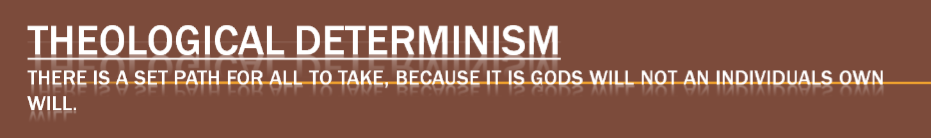 THEOLOGICAL DETERMINISM
THERE IS A SET PATH FOR ALL TO TAKE, BECAUSE IT IS GODS WILL NOT AN INDIVIDUALS OWN
WILL.